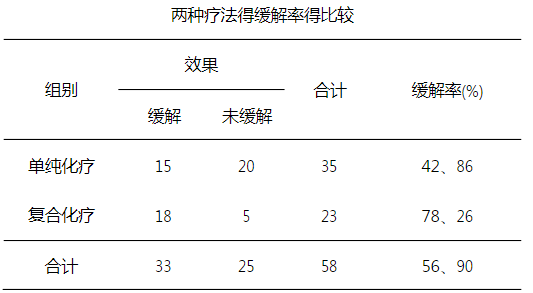 两种疗法得缓解率得比较
组别 效果 合计 缓解率(%)
缓解 未缓解
单纯化疗 15 20 35 42、86
复合化疗 18 5 23 78、26
合计 33 25 58 56、90